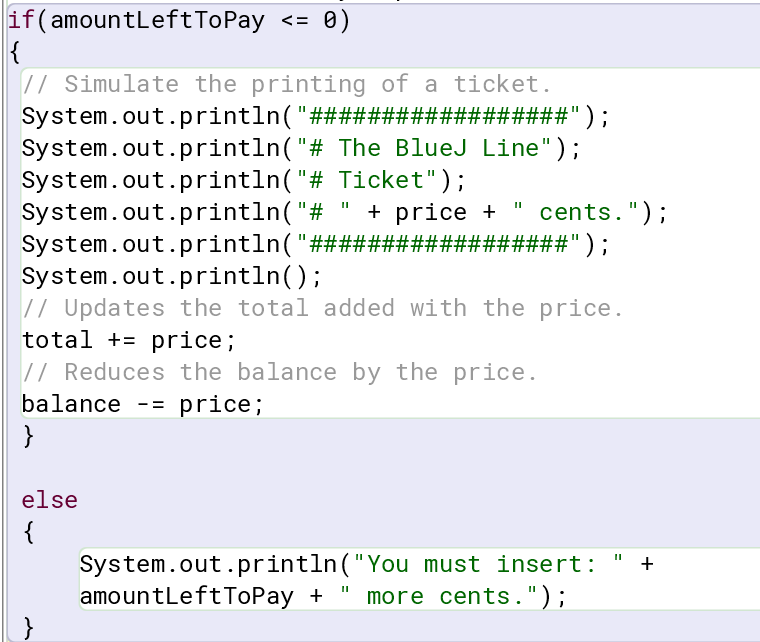 if(amountLeftToPay <= 0)
{
// Simulate the printing of a ticket.
System.out.println("##################");
System.out.println("# The BlueJ Line");
System.out.println("# Ticket");
System.out.println("# " + price + " cents.");
System.out.println("##################");
System.out.println();
// Updates the total added with the price.
total += price;
// Reduces the balance by the price.
balance -= price;
}
else
{
System.out.println("You must insert: " +
amountLeftToPay + " more cents.");
}